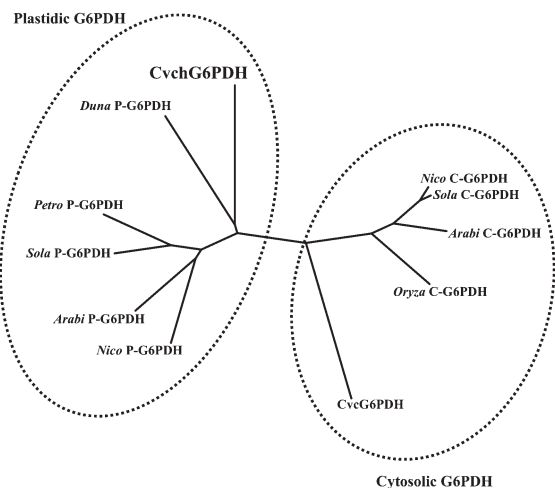 Plastidic G6PDH
CvchG6PDH
Duna P-G6PDH
Petro P-G6PDH
Sola P-G6PDH
Arabi P-G6PDH
Nico P-G6PDH
Nico C-G6PDH
Sola C-G6PDH
Arabi C-G6PDH
Oryza C-G6PDH
CvcG6PDH
Cytosolic G6PDH